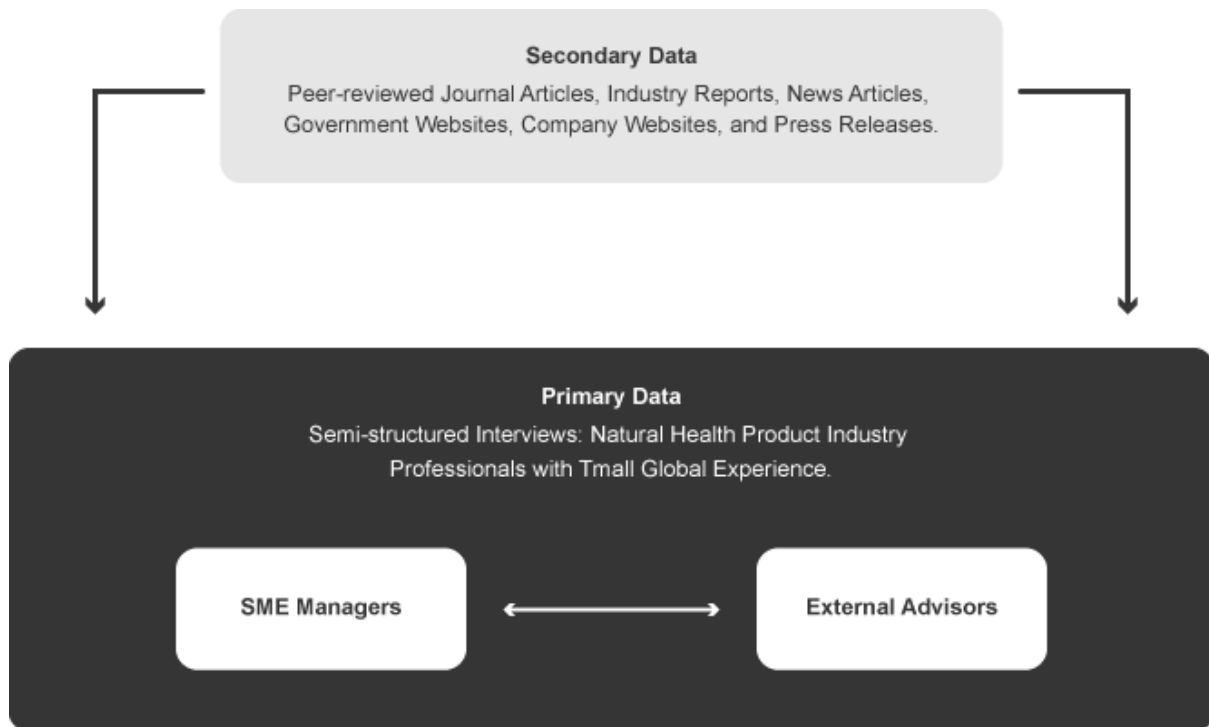 Secondary Data
Peer-reviewed Journal Articles, Industry Reports, News Articles,
Government Websites, Company Websites, and Press Releases.
Primary Data
Semi-structured Interviews: Natural Health Product Industry
Professionals with Tmall Global Experience.
SME Managers
External Advisors